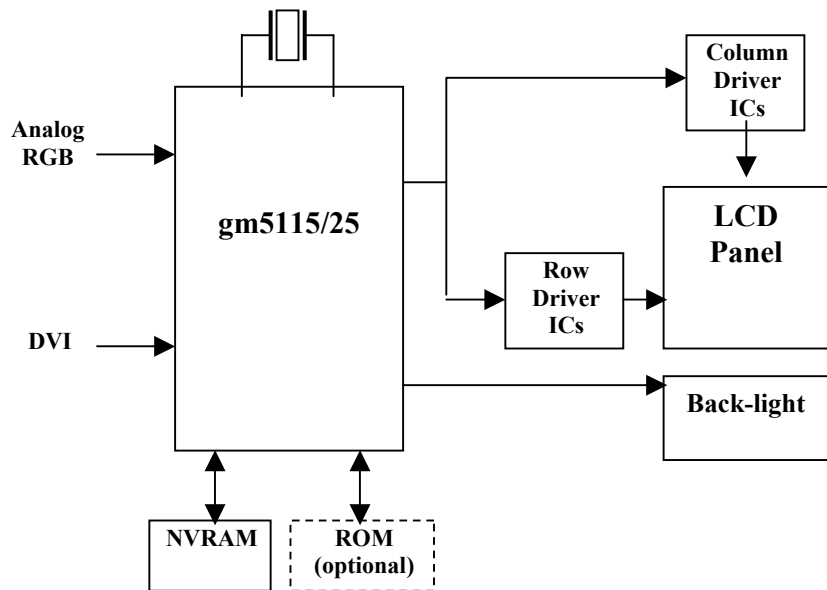 Column
Driver
ICs
Analog
RGB
gm5115/25
LCD
Panel
Row
Driver
ICs
DVI
Back-light
NVRAM
ROM
(optional)